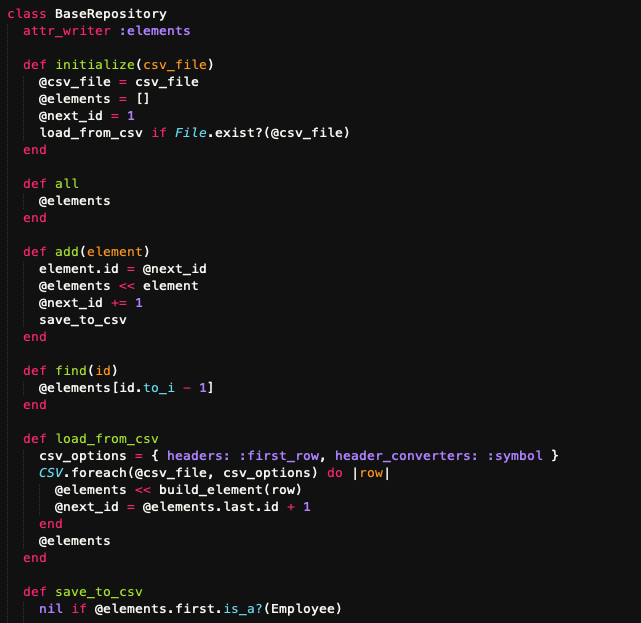 class BaseRepository
  attr_writer :elements

  def initialize(csv_file)
    @csv_file = csv_file
    @elements = []
    @next_id = 1
    load_from_csv if File.exist?(@csv_file)
  end

  def all
    @elements
  end

  def add(element)
    element.id = @next_id
    @elements << element
    @next_id += 1
    save_to_csv
  end

  def find(id)
    @elements[id.to_i - 1]
  end

  def load_from_csv
    csv_options = { headers: :first_row, header_converters: :symbol }
    CSV.foreach(@csv_file, csv_options) do |row|
      @elements << build_element(row)
      @next_id = @elements.last.id + 1
    end
    @elements
  end

  def save_to_csv
    nil if @elements.first.is_a?(Employee)